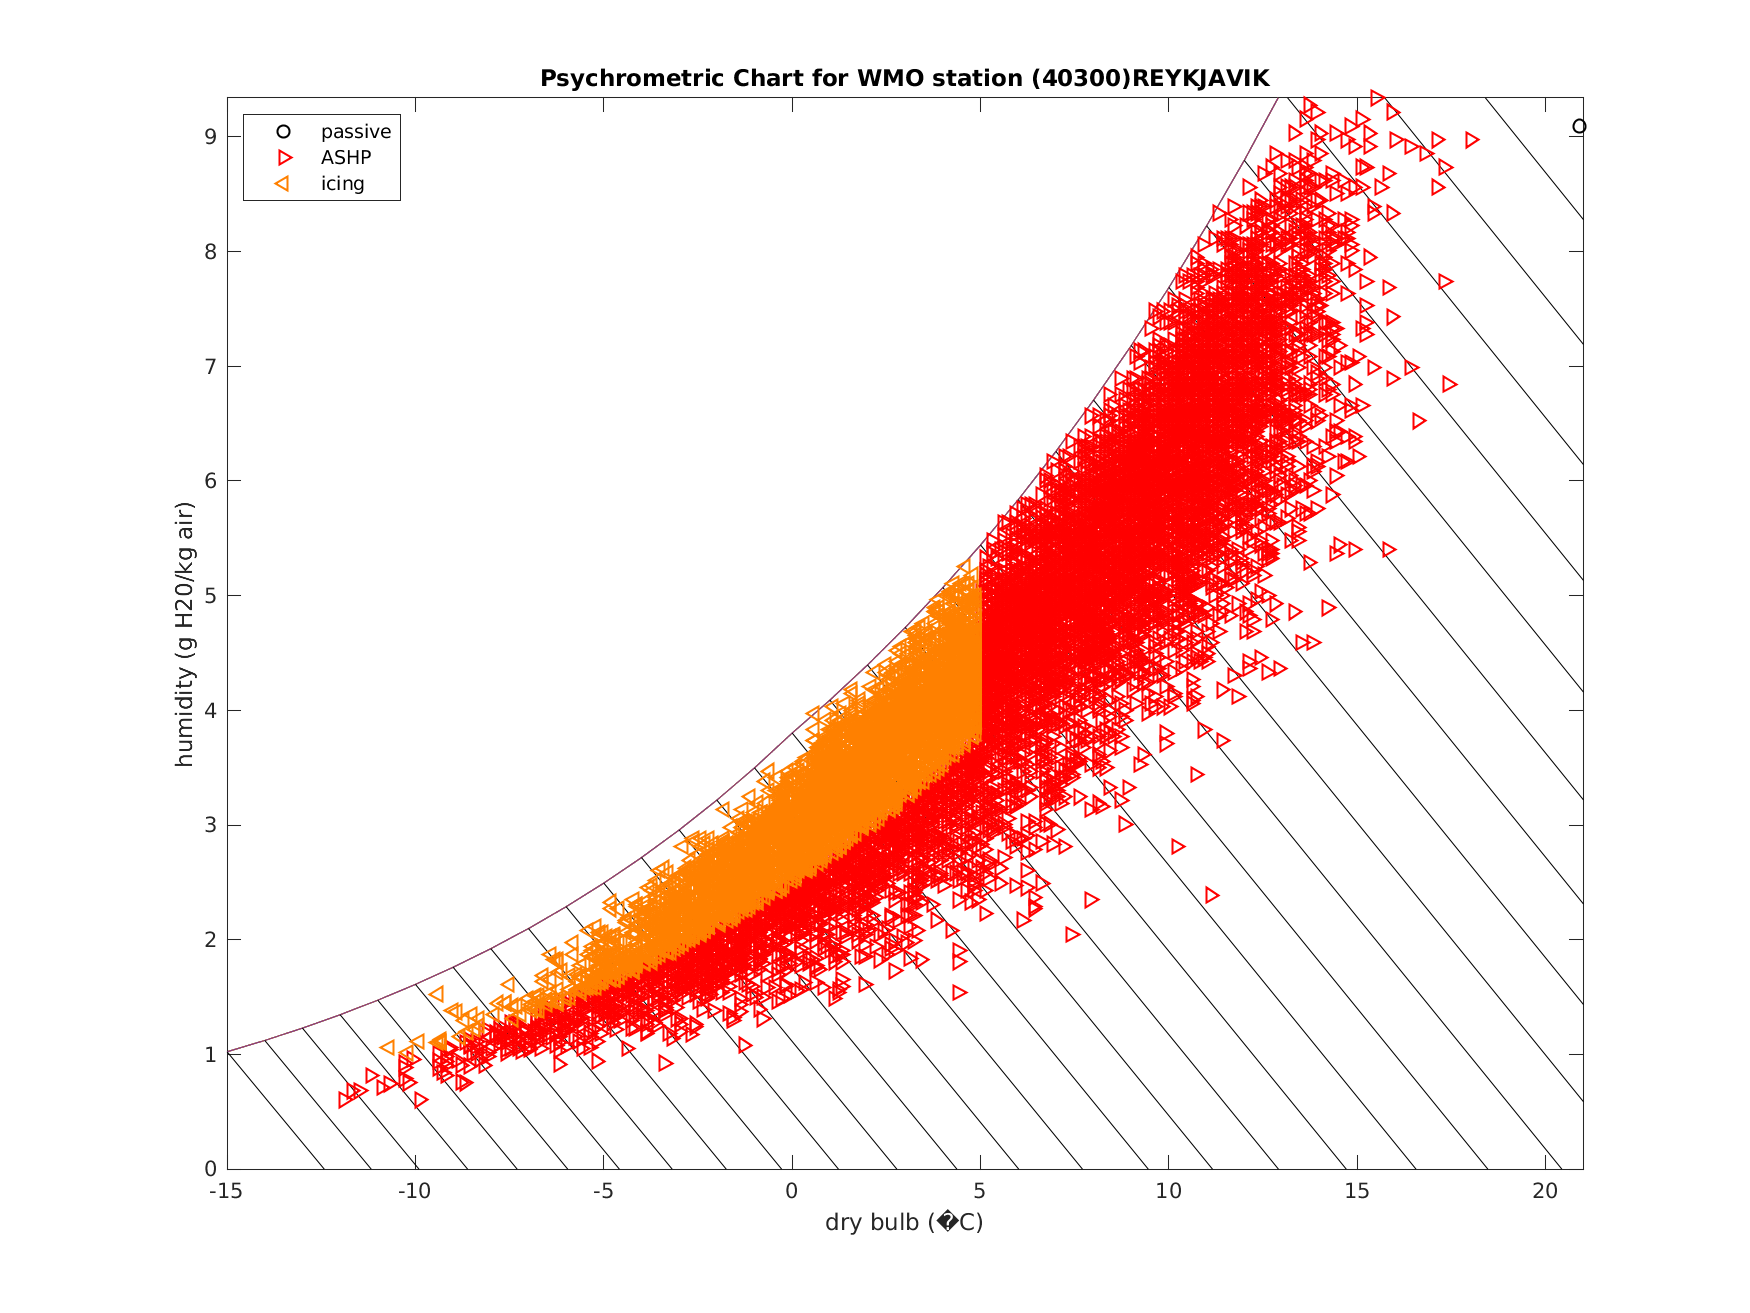 Psychrometric Chart for WMO station (40300)REYKJAVIK
passive
ASHP
icing
humidity (g H20/kg air)
9
8
7
6
5
4
3
2
1
0
-15 -10 -5 0 5 10 15 20
dry bulb (�C)